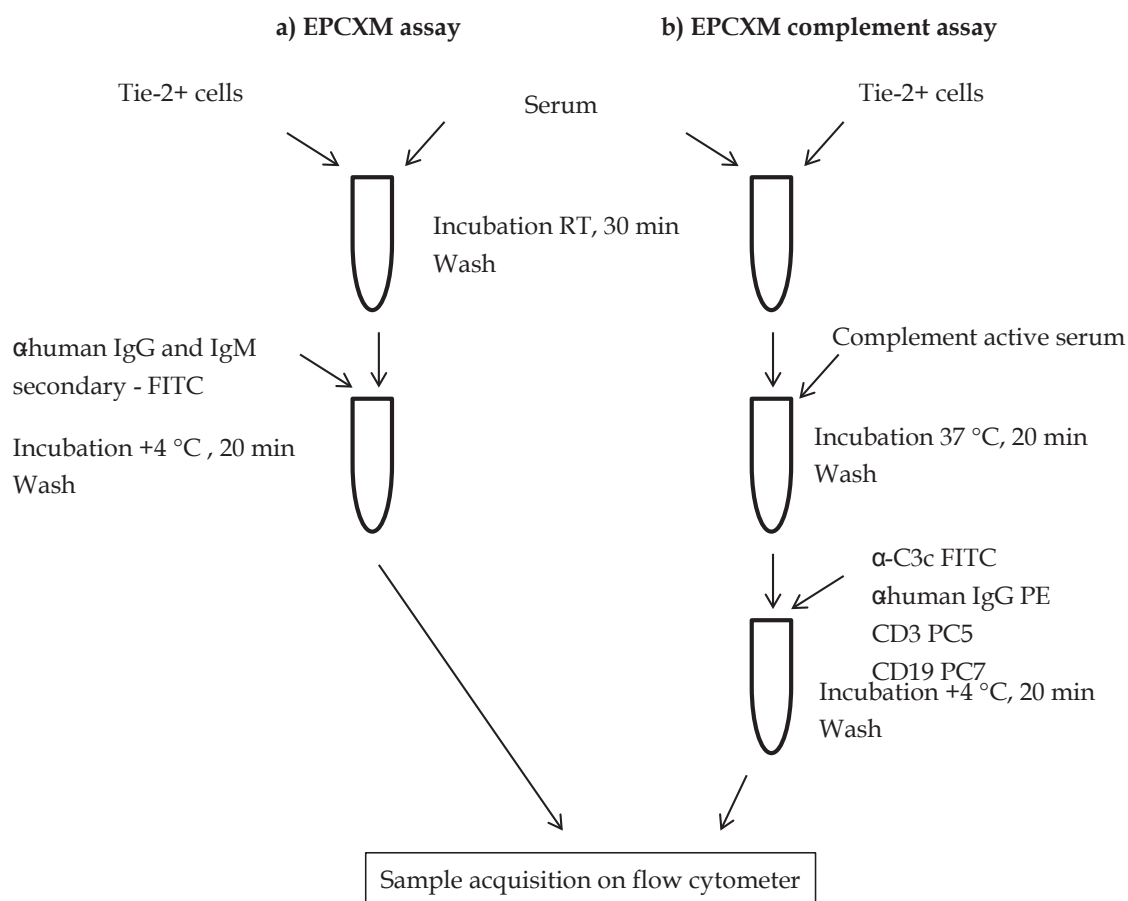 a) EPCXM assay
b) EPCXM complement assay
Tie-2+ cells
Serum
Tie-2+ cells
Incubation RT, 30 min
Wash
αhuman IgG and IgM
secondary - FITC
Incubation +4 °C , 20 min
Wash
Complement active serum
Incubation 37 °C, 20 min
Wash
α-C3c FITC
αhuman IgG PE
CD3 PC5
CD19 PC7
Incubation +4 °C, 20 min
Wash
Sample acquisition on flow cytometer